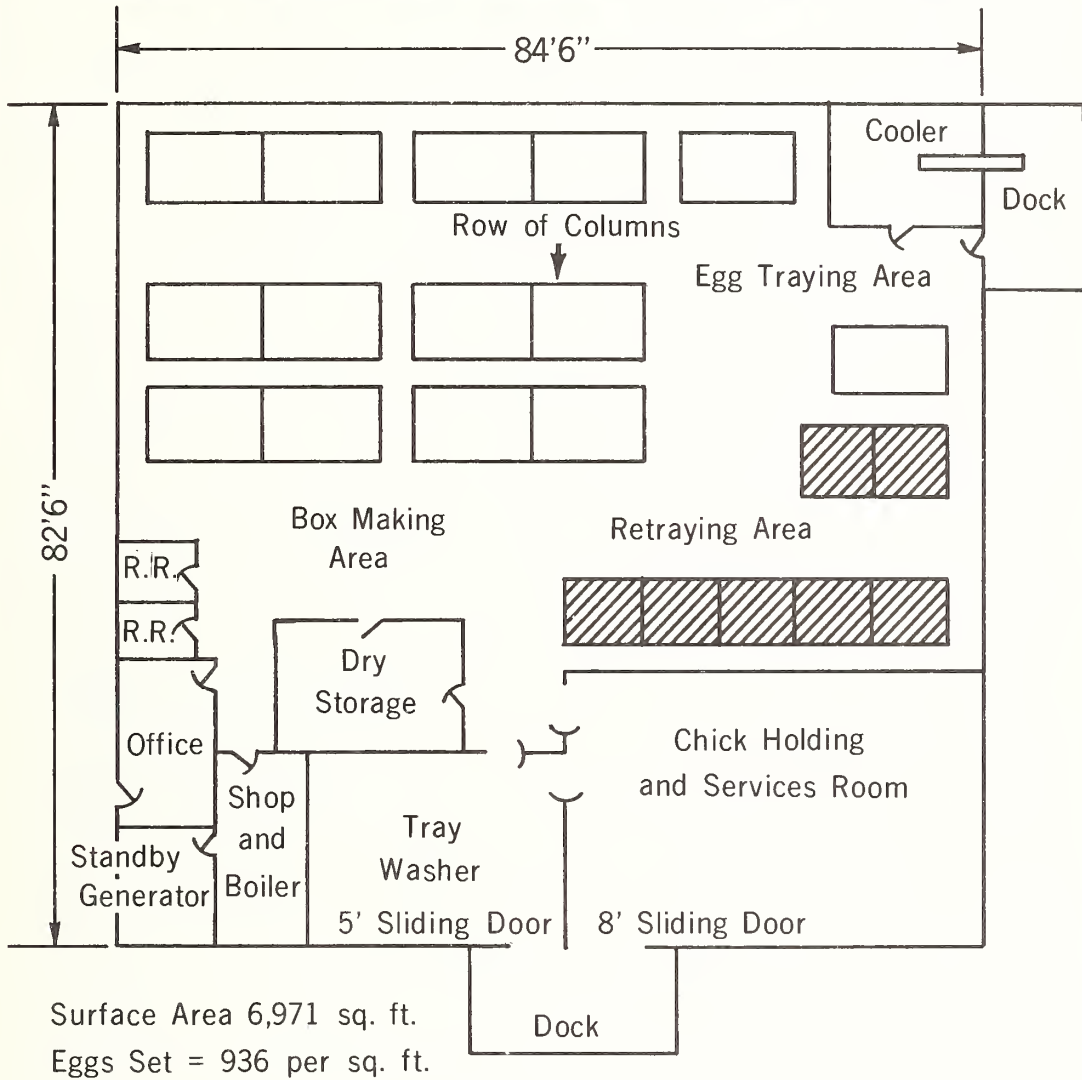 84'6"
Cooler
Dock
Row of Columns
Egg Traying Area
82'6"
Box Making
Area
Retraying Area
R.R.
R.R.
Dry
Storage
Office
Chick Holding
and Services Room
Shop
and
Boiler
Tray
Washer
Standby
Generator
5' Sliding Door
8' Sliding Door
Dock
Surface Area 6,971 sq. ft.
Eggs Set = 936 per sq. ft.